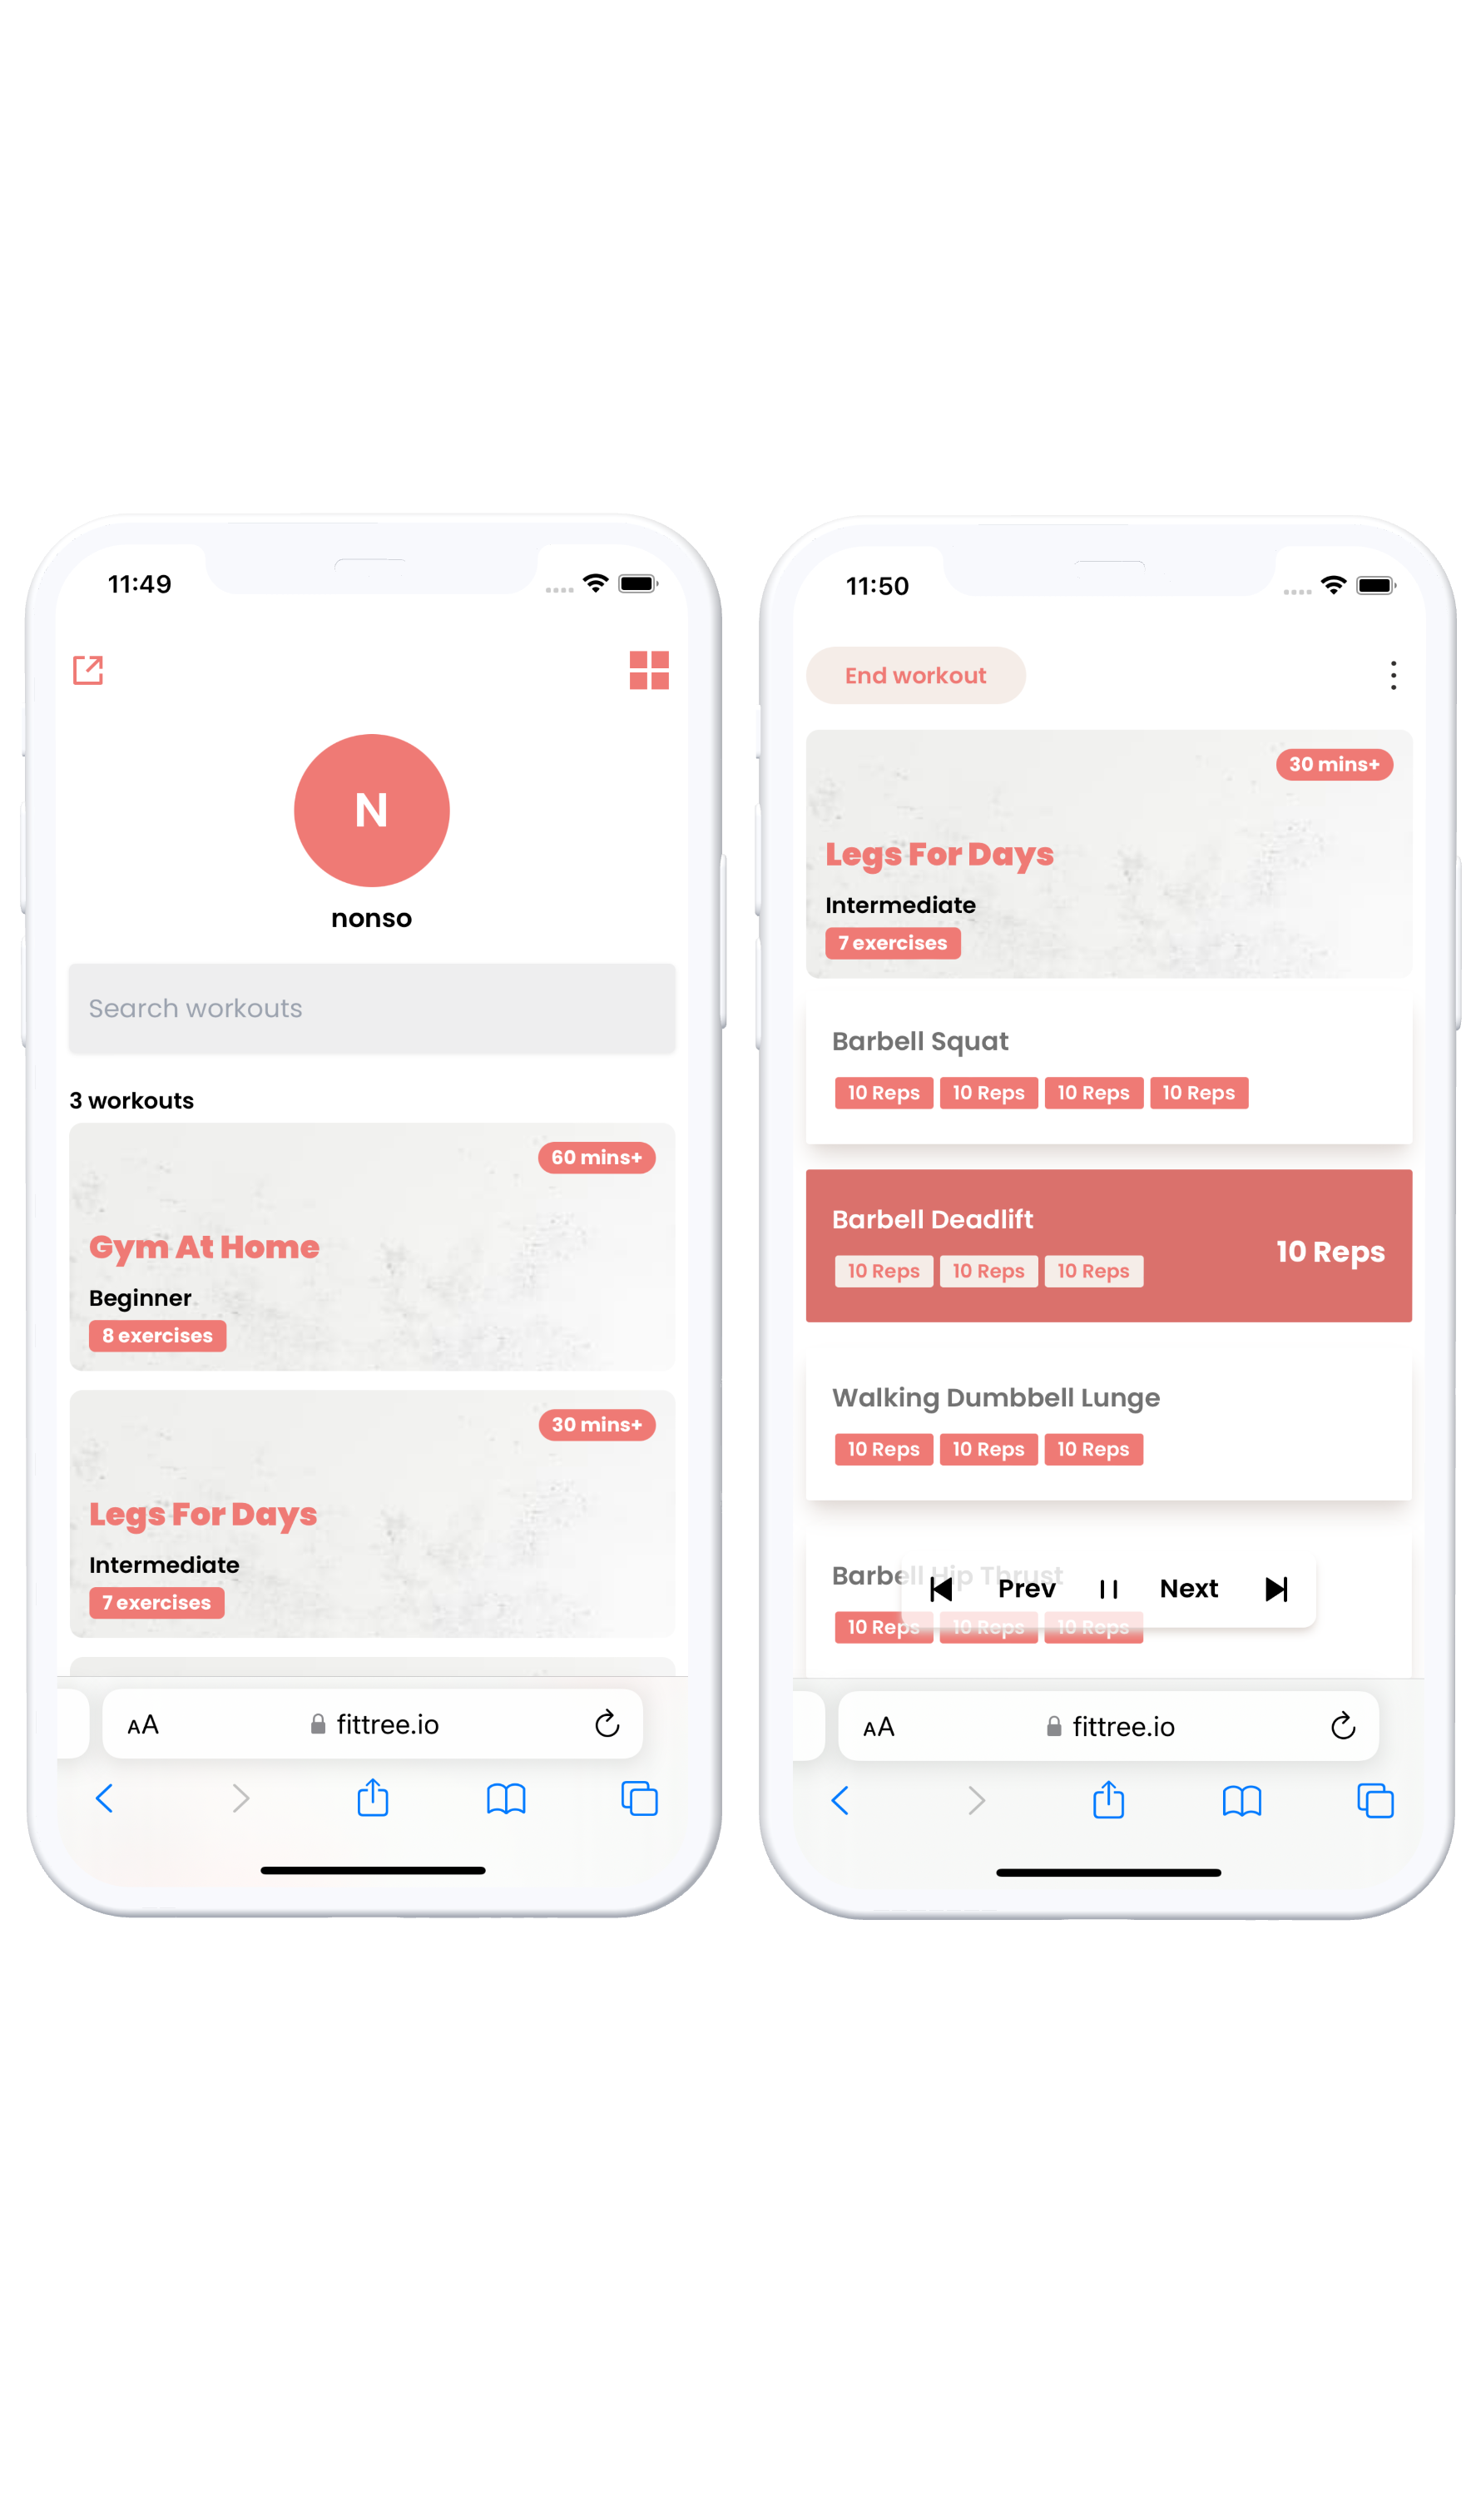 11:49
N
nonso
Search workouts
3 workouts
60 mins+
Gym At Home
Beginner
8 exercises
30 mins+
Legs For Days
Intermediate
7 exercises
AA
fittree.io
11:50
End workout
30 mins+
Legs For Days
Intermediate
7 exercises
Barbell Squat
10 Reps 10 Reps 10 Reps 10 Reps
Barbell Deadlift
10 Reps
10 Reps 10 Reps 10 Reps
Walking Dumbbell Lunge
10 Reps 10 Reps 10 Reps
Barbell Hip Thrust
Prev Next
10 Reps 10 Reps 10 Reps
AA
fittree.io